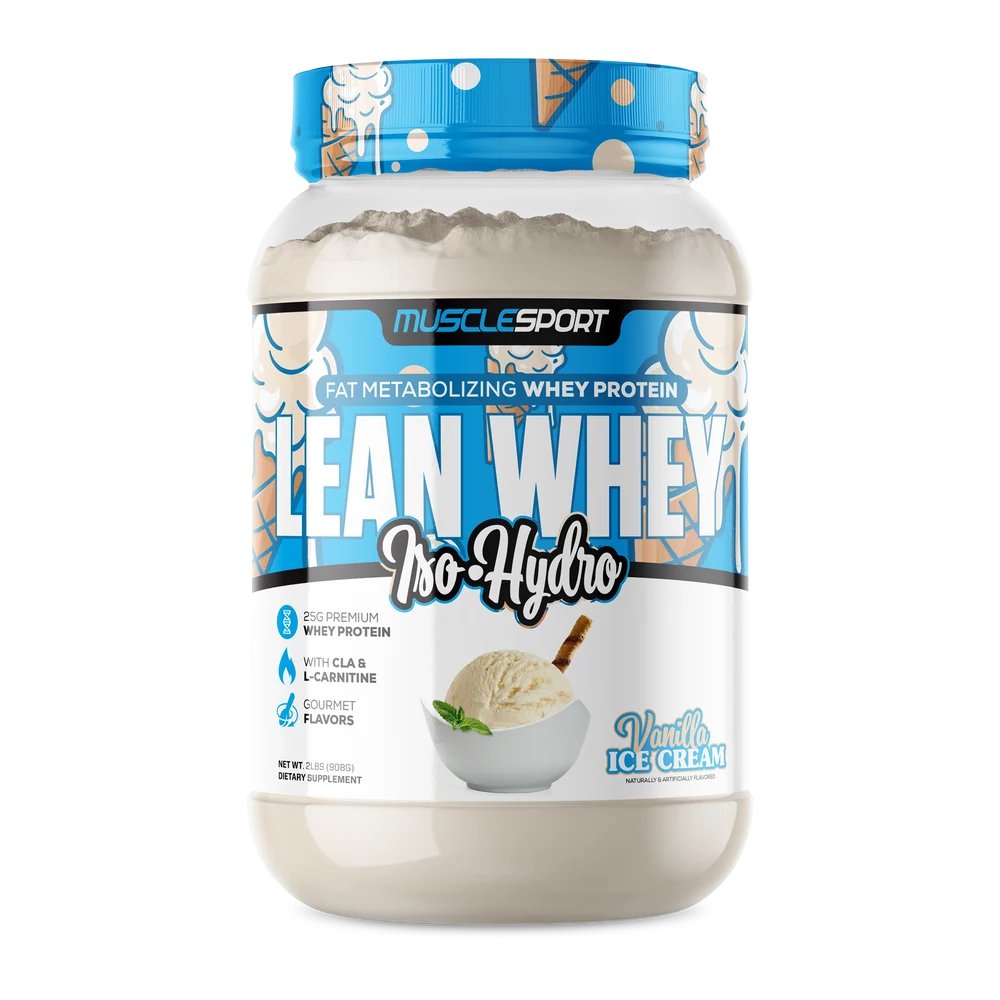 MUSCLESPORT
FAT METABOLIZING WHEY PROTEIN
LEAN WHEY
Iso•Hydro
25G PREMIUM
WHEY PROTEIN
WITH CLA &
L-CARNITINE
GOURMET
FLAVORS
NET WT. 2LBS (908G)
DIETARY SUPPLEMENT
Vanilla
ICE CREAM
NATURALLY & ARTIFICIALLY FLAVORED